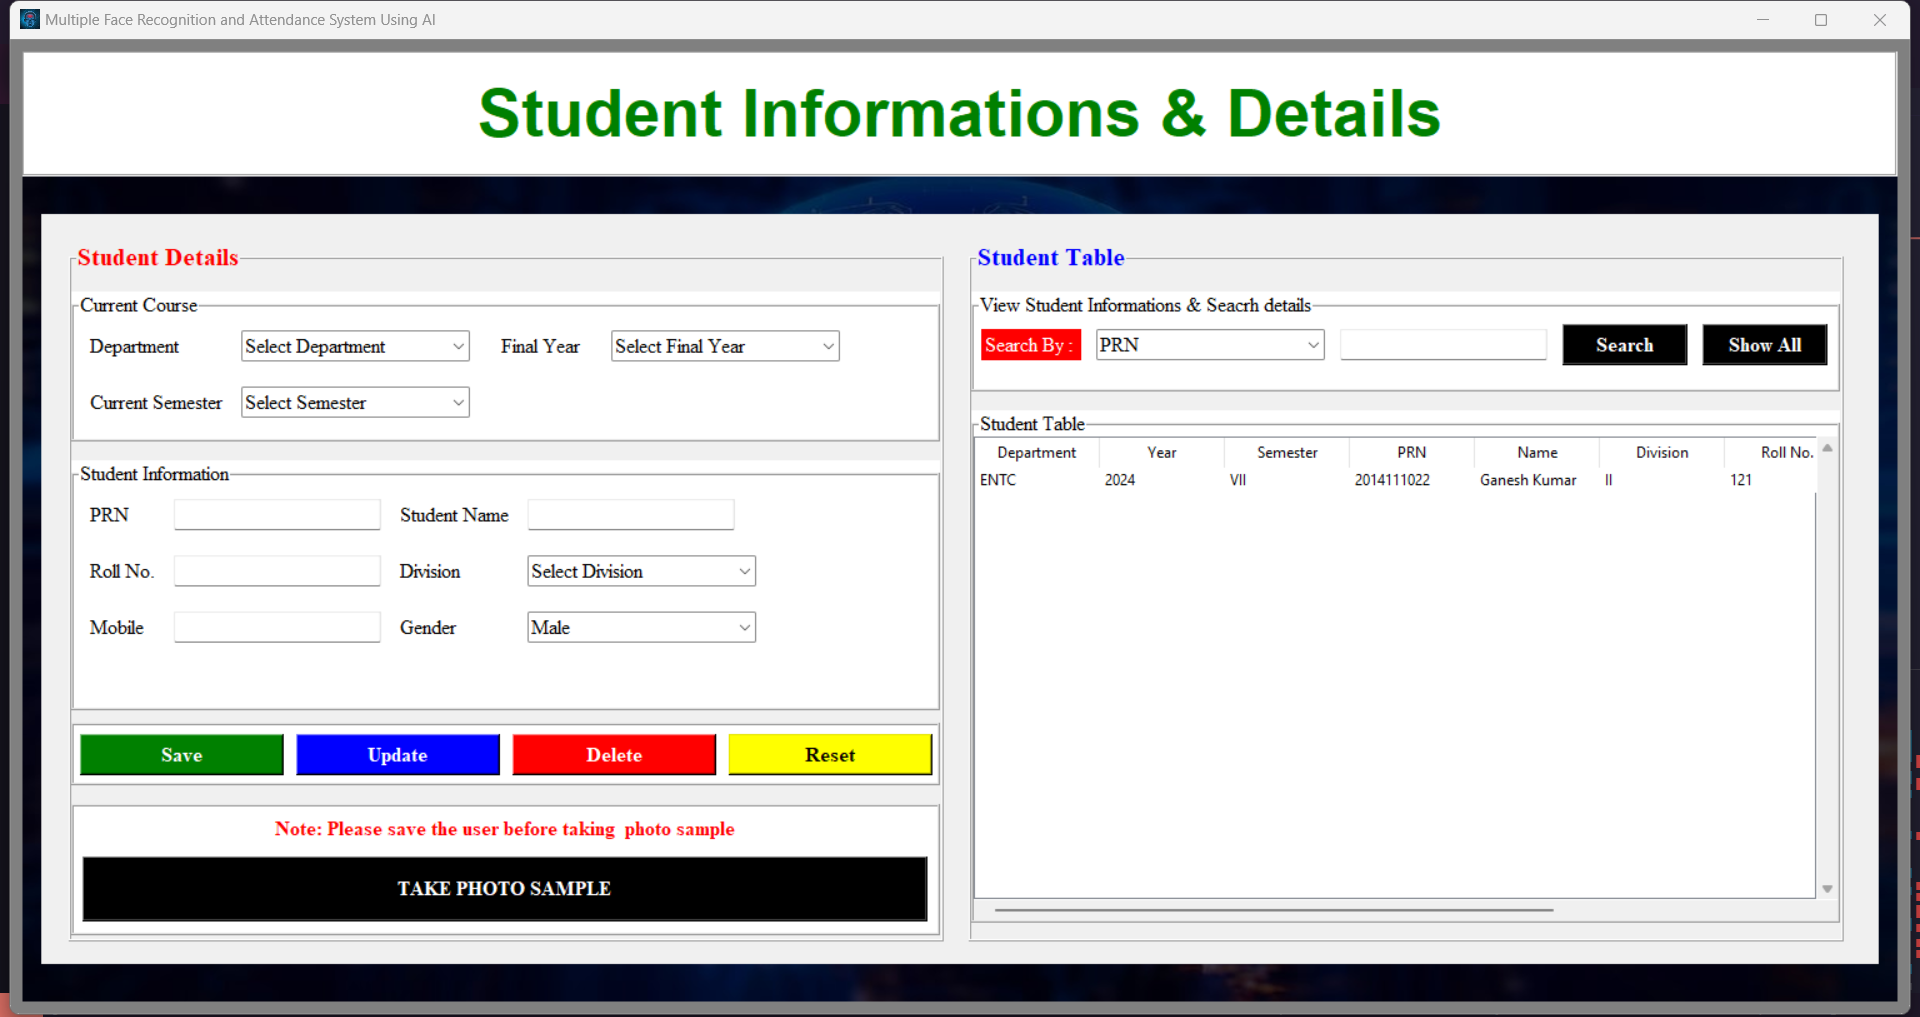 Multiple Face Recognition and Attendance System Using AI
Student Informations & Details
Student Details
Current Course
Department Select Department Final Year Select Final Year
Current Semester Select Semester
Student Information
PRN Student Name
Roll No. Division Select Division
Mobile Gender Male
Save Update Delete Reset
Note: Please save the user before taking photo sample
TAKE PHOTO SAMPLE
Student Table
View Student Informations & Seacrh details
Search By : PRN Search Show All
Student Table
Department Year Semester PRN Name Division Roll No.
ENTC 2024 VII 2014111022 Ganesh Kumar II 121